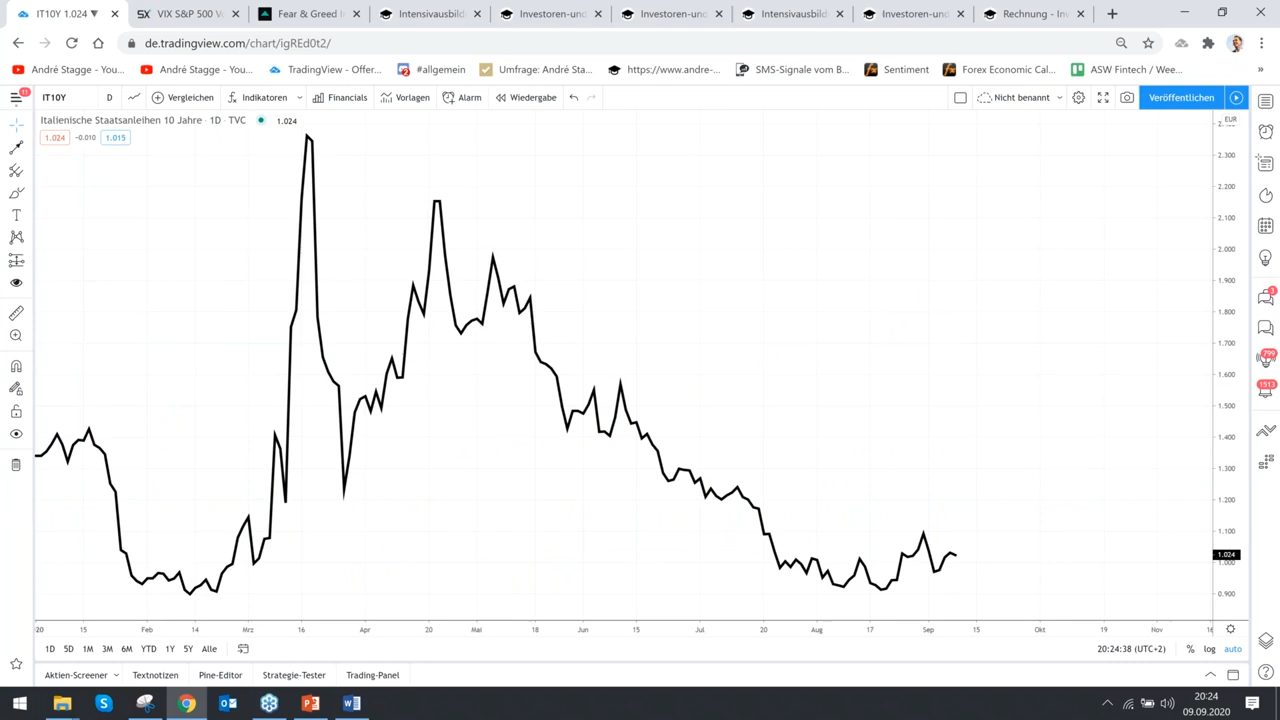 IT10Y 1.024 ▼
VIX S&P 500 V
Fear & Greed I
Intensivausbil
Investoren-un
Investoren-und
Intensivausbild
Investoren-und
Rechnung - In
de.tradingview.com/chart/igREd0t2/
André Stagge - You...
André Stagge - You...
TradingView - Offer...
#allgemein
Umfrage: André Sta...
https://www.andre-...
SMS-Signale vom B...
Sentiment
Forex Economic Cal...
ASW Fintech / Wee...
»
11
IT10Y
D
Vergleichen
Indikatoren
Financials
Vorlagen
Alarm
Wiedergabe
Nicht benannt
Veröffentlichen
Italienische Staatsanleihen 10 Jahre · 1D · TVC
1.024
1.024
−0.010
1.015
EUR
2.300
2.200
2.100
2.000
1.900
1.800
1.700
1.600
1.500
1.400
1.300
1.200
1.100
1.024
1.000
0.900
3
799
1513
15
Feb
14
Mrz
16
Apr
20
Mai
18
Jun
15
Jul
20
Aug
17
Sep
15
Okt
19
Nov
1D
5D
1M
3M
6M
YTD
1Y
5Y
Alle
20:24:38 (UTC+2)
%
log
auto
Aktien-Screener
Textnotizen
Pine-Editor
Strategie-Tester
Trading-Panel
20:24
09.09.2020